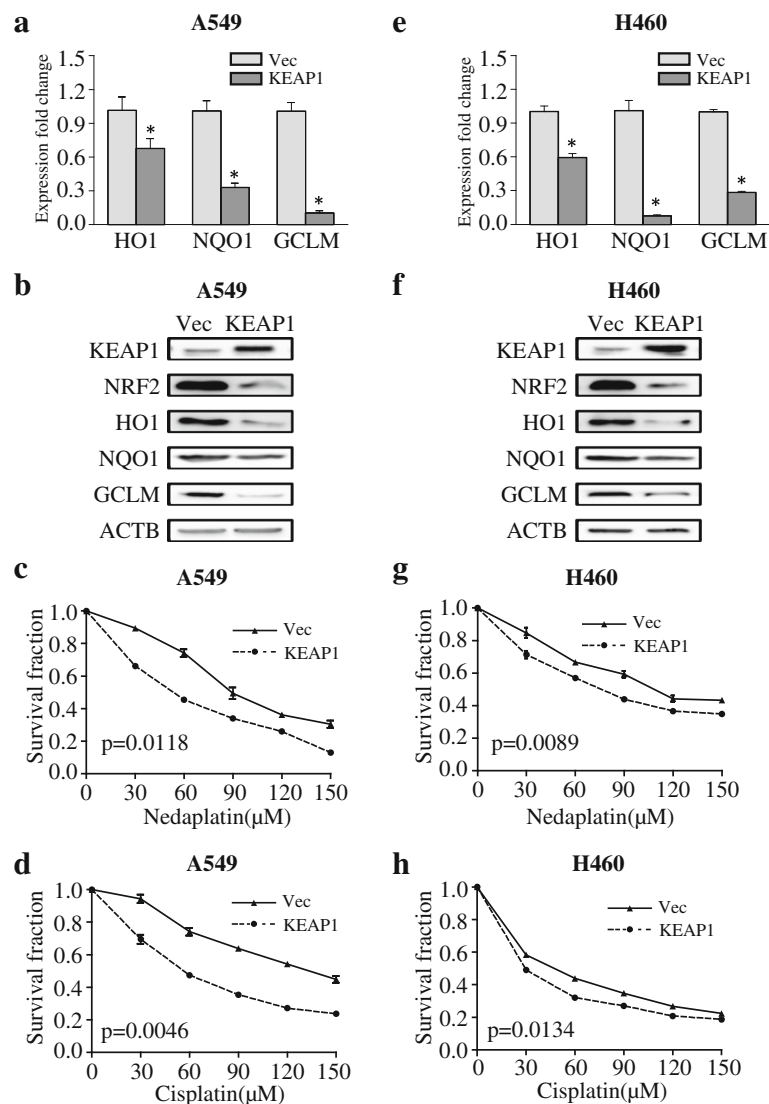 a
A549
Expression fold change
1.5
1.2
0.9
0.6
0.3
0.0
Vec
KEAP1
*
*
*
HO1 NQO1 GCLM
e
H460
Expression fold change
1.5
1.2
0.9
0.6
0.3
0.0
Vec
KEAP1
*
*
*
HO1 NQO1 GCLM
b
A549
Vec KEAP1
KEAP1
NRF2
HO1
NQO1
GCLM
ACTB
f
H460
Vec KEAP1
KEAP1
NRF2
HO1
NQO1
GCLM
ACTB
c
A549
Survival fraction
1.0
0.8
0.6
0.4
0.2
0.0
Vec
KEAP1
p=0.0118
0 30 60 90 120 150
Nedaplatin(μM)
g
H460
Survival fraction
1.0
0.8
0.6
0.4
0.2
0.0
Vec
KEAP1
p=0.0089
0 30 60 90 120 150
Nedaplatin(μM)
d
A549
Survival fraction
1.0
0.8
0.6
0.4
0.2
0.0
Vec
KEAP1
p=0.0046
0 30 60 90 120 150
Cisplatin(μM)
h
H460
Survival fraction
1.0
0.8
0.6
0.4
0.2
0.0
Vec
KEAP1
p=0.0134
0 30 60 90 120 150
Cisplatin(μM)